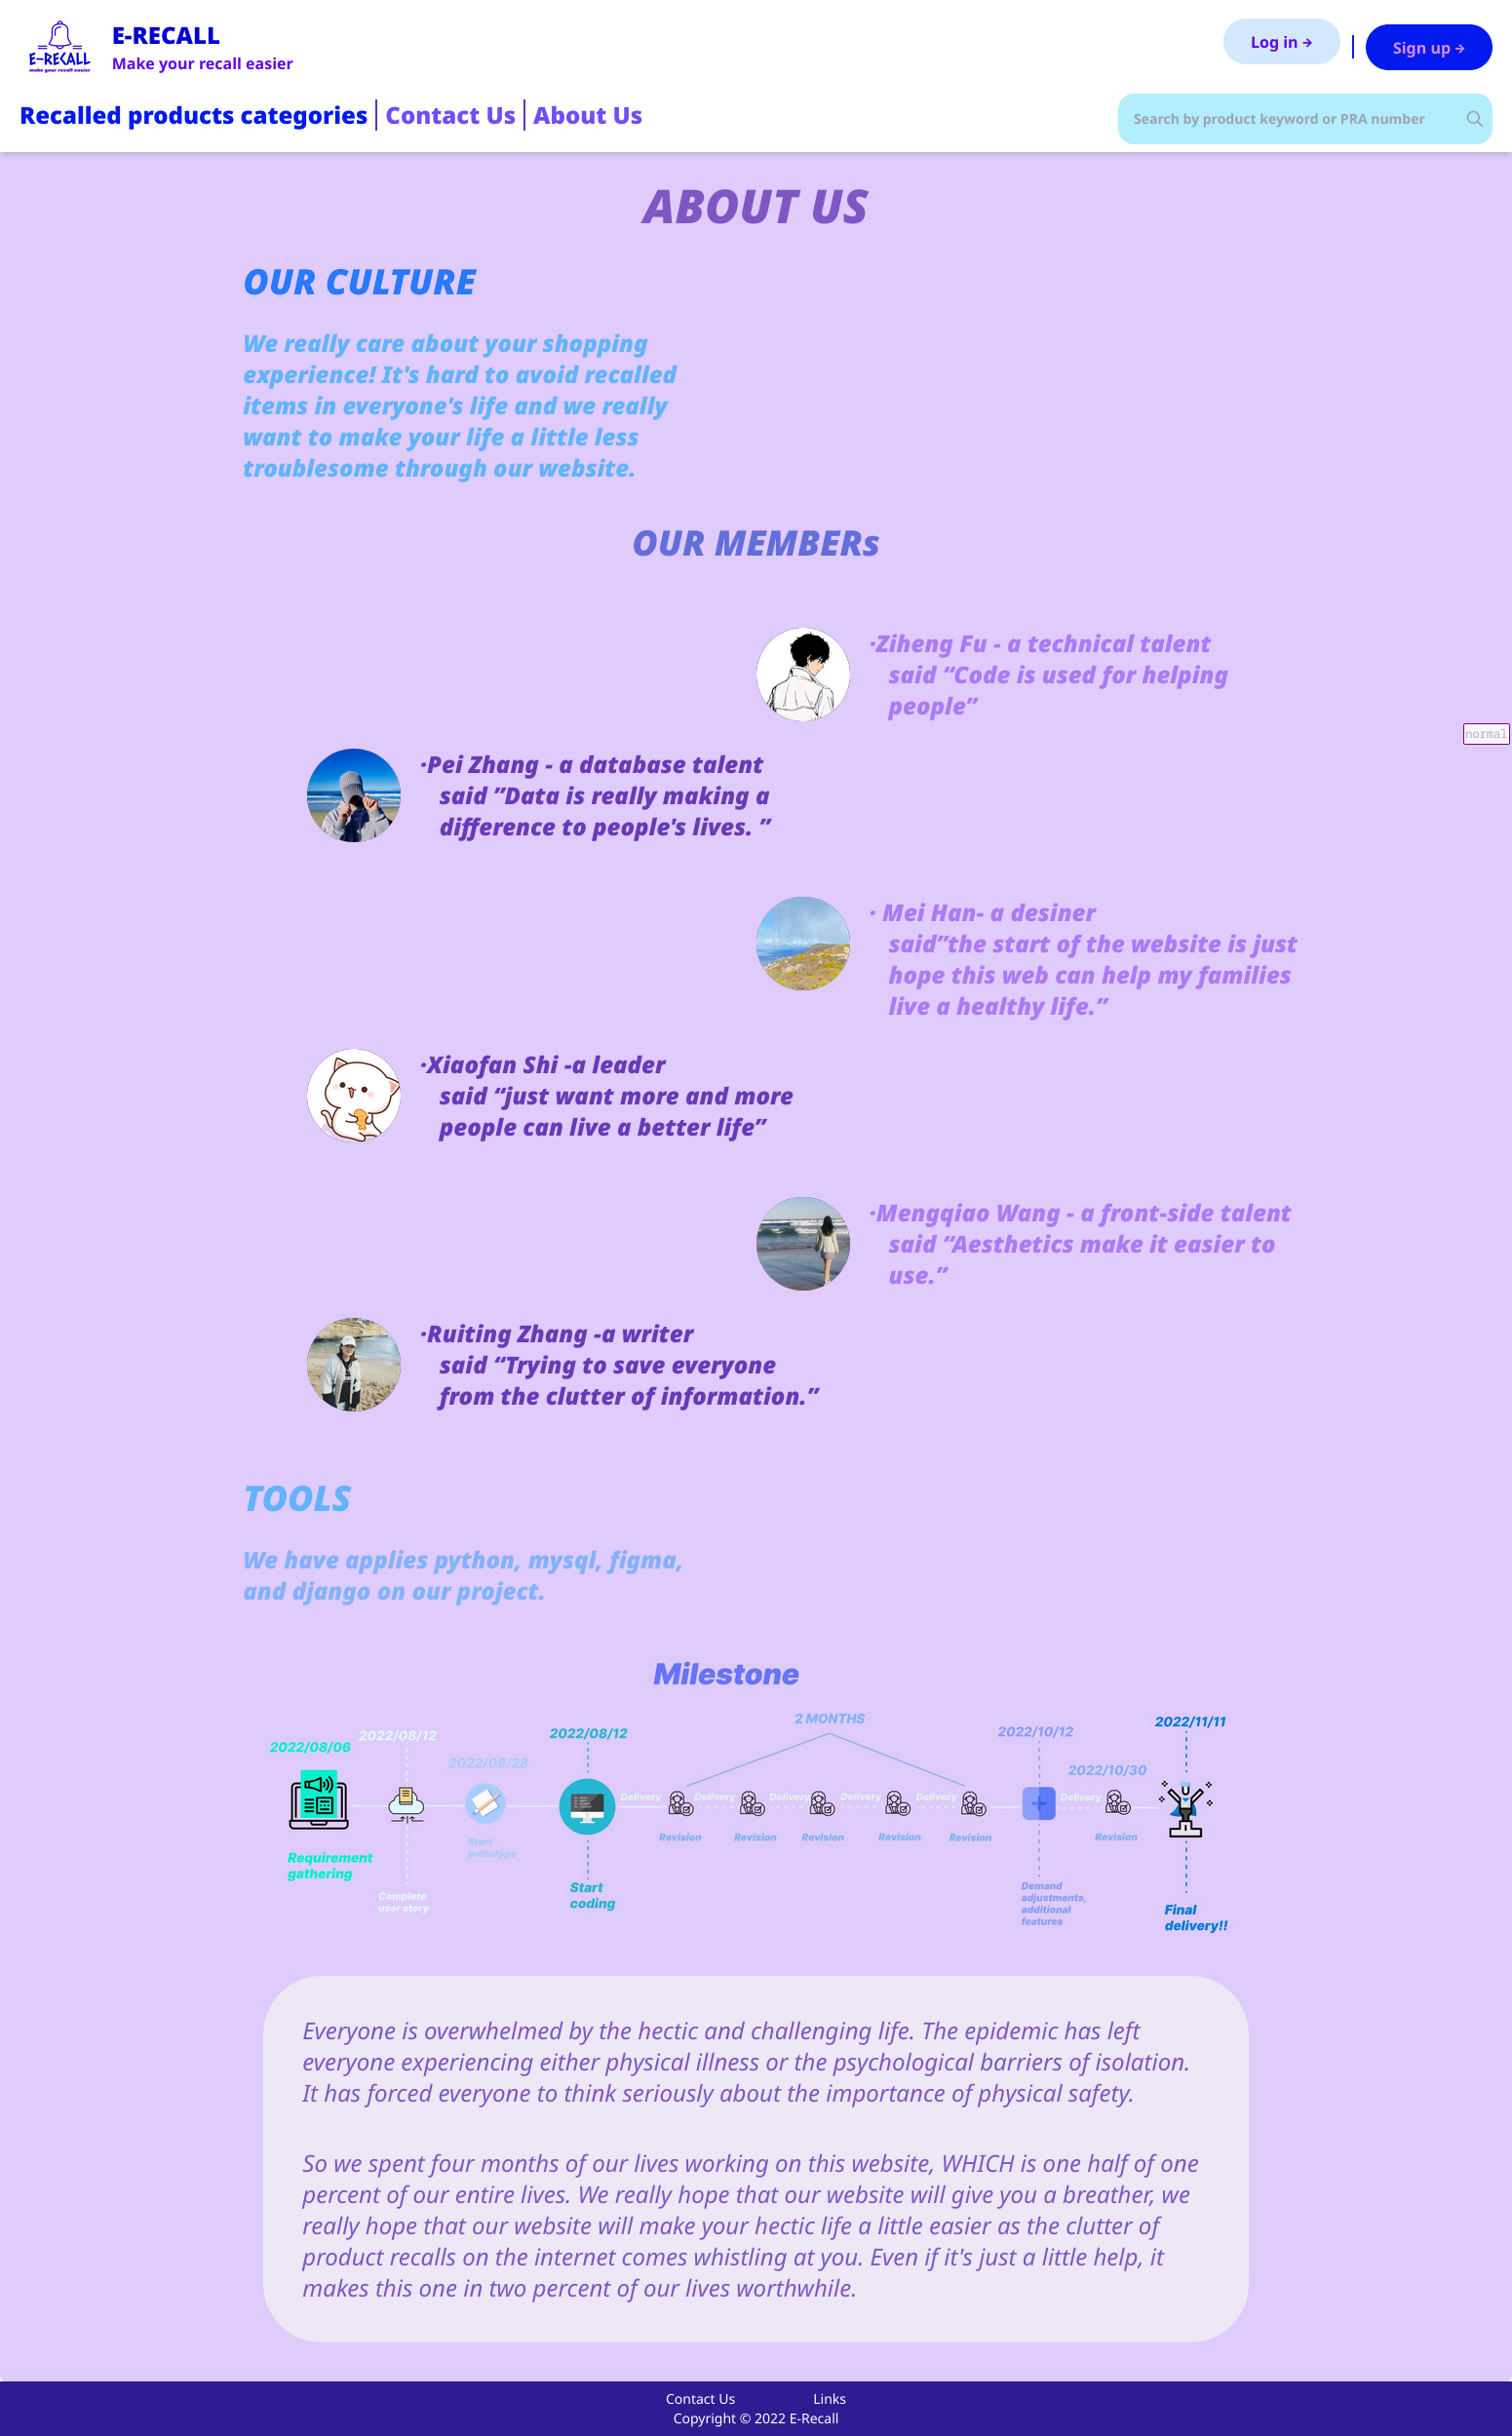 E-RECALL
make your recall easier
E-RECALL
Make your recall easier
Log in →
Sign up →
Recalled products categories
Contact Us
About Us
Search by product keyword or PRA number
ABOUT US
OUR CULTURE
We really care about your shopping
experience! It's hard to avoid recalled
items in everyone's life and we really
want to make your life a little less
troublesome through our website.
OUR MEMBERs
·Ziheng Fu - a technical talent
said “Code is used for helping
people”
normal
·Pei Zhang - a database talent
said ”Data is really making a
difference to people's lives. ”
· Mei Han- a desiner
said”the start of the website is just
hope this web can help my families
live a healthy life.”
·Xiaofan Shi -a leader
said “just want more and more
people can live a better life”
·Mengqiao Wang - a front-side talent
said “Aesthetics make it easier to
use.”
·Ruiting Zhang -a writer
said “Trying to save everyone
from the clutter of information.”
TOOLS
We have applies python, mysql, figma,
and django on our project.
Milestone
2022/08/06
Requirement
gathering
2022/08/12
Complete
user story
2022/08/28
Start
prototype
2022/08/12
Start
coding
2 MONTHS
Delivery
Revision
Delivery
Revision
Delivery
Revision
Delivery
Revision
Delivery
Revision
2022/10/12
Demand
adjustments,
additional
features
2022/10/30
Delivery
Revision
2022/11/11
Final
delivery!!
Everyone is overwhelmed by the hectic and challenging life. The epidemic has left
everyone experiencing either physical illness or the psychological barriers of isolation.
It has forced everyone to think seriously about the importance of physical safety.
So we spent four months of our lives working on this website, WHICH is one half of one
percent of our entire lives. We really hope that our website will give you a breather, we
really hope that our website will make your hectic life a little easier as the clutter of
product recalls on the internet comes whistling at you. Even if it's just a little help, it
makes this one in two percent of our lives worthwhile.
Contact Us
Links
Copyright © 2022 E-Recall